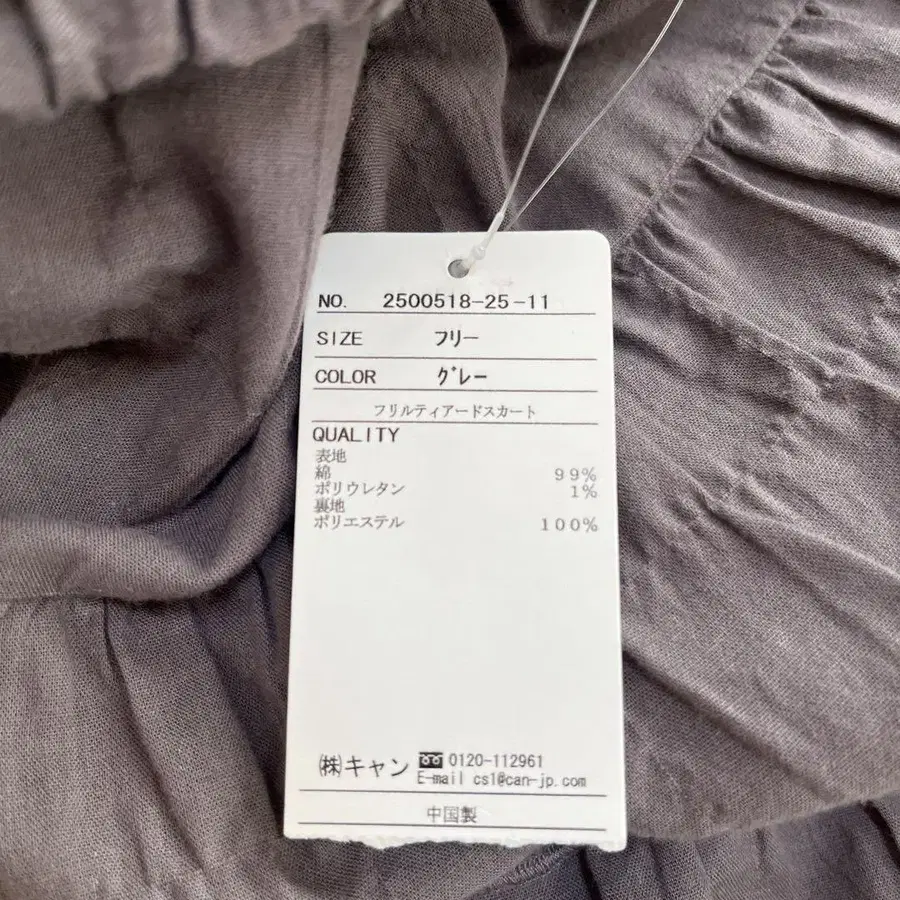 NO. 2500518-25-11
SIZE フリー
COLOR グレー
フリルティアードスカート
QUALITY
表地
綿 99%
ポリウレタン 1%
裏地
ポリエステル 100%
㈱キャン 0120-112961
E-mail cs1@can-jp.com
中国製